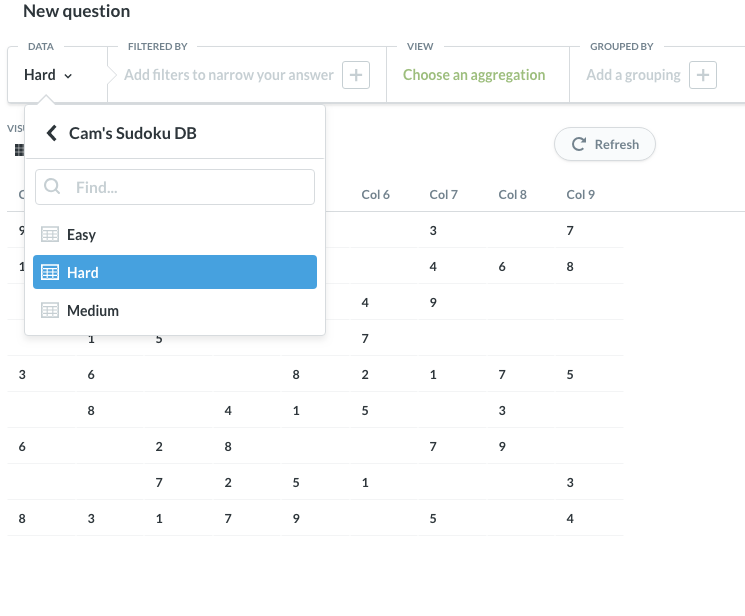 New question
DATA FILTERED BY VIEW GROUPED BY
Hard Add filters to narrow your answer Choose an aggregation Add a grouping
Cam's Sudoku DB
Refresh
Find...
Col 6 Col 7 Col 8 Col 9
Easy
9 3 7
Hard
1 4 6 8
4 9
Medium
1 5 7
3 6 8 2 1 7 5
8 4 1 5 3
6 2 8 7 9
7 2 5 1 3
8 3 1 7 9 5 4